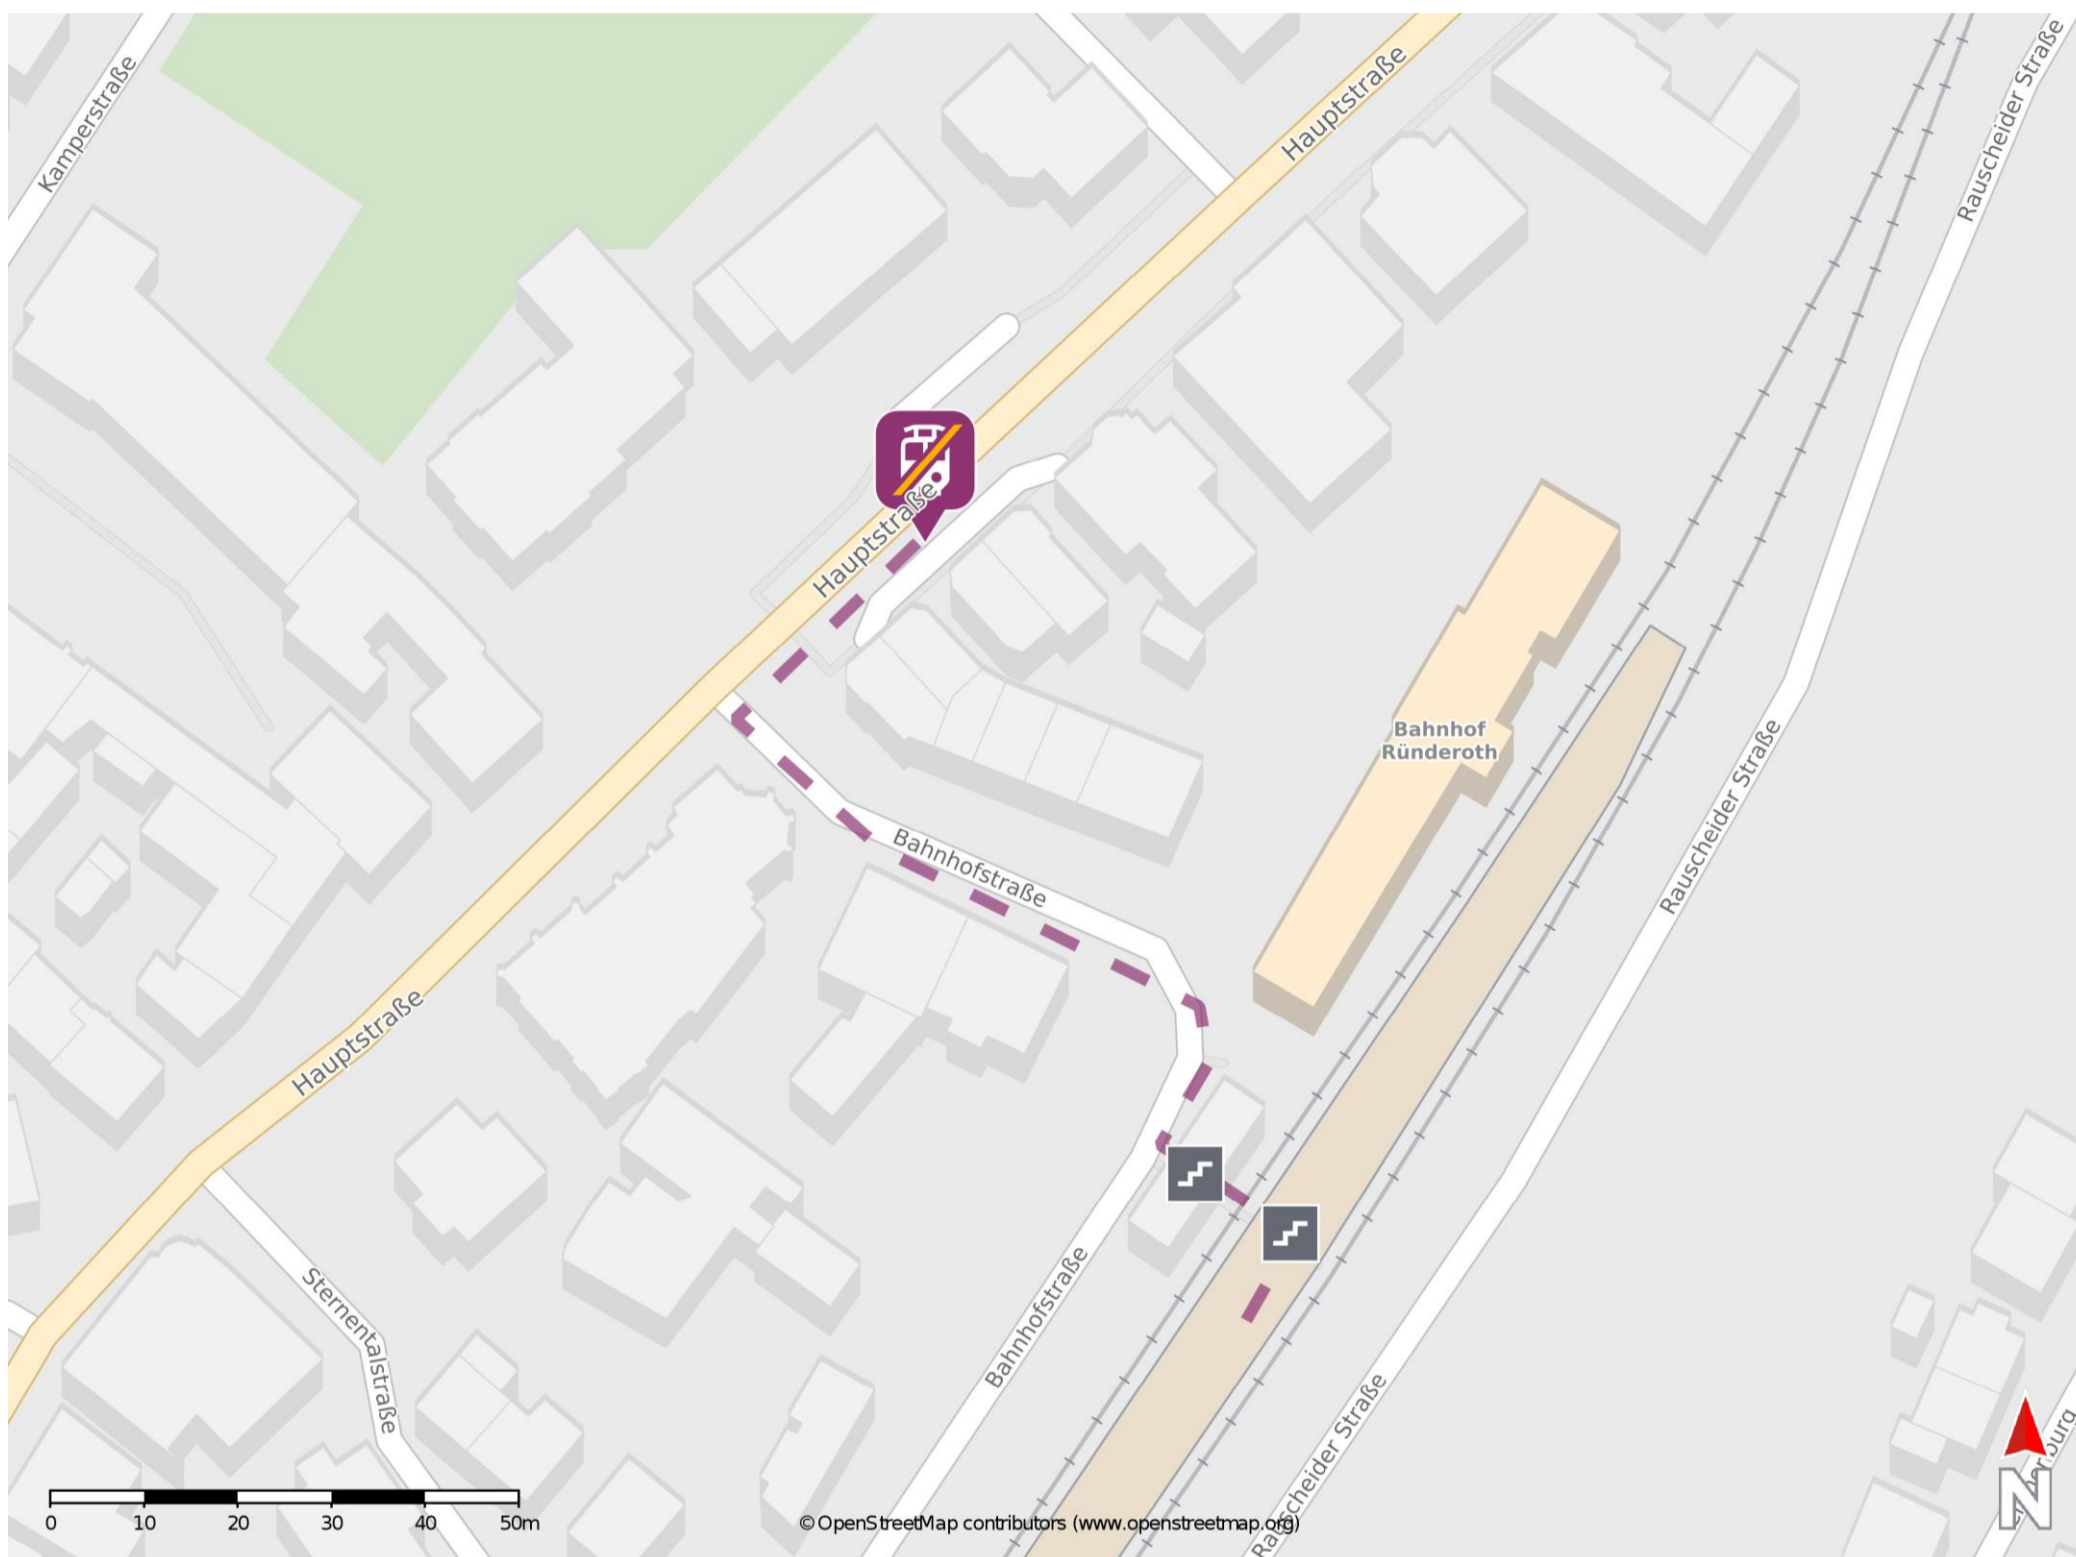 Kamperstraße
Hauptstraße
Rauscheider Straße
Hauptstraße
Bahnhof
Ründeroth
Bahnhofstraße
Rauscheider Straße
Hauptstraße
Sternentalstraße
Bahnhofstraße
Rauscheider Straße
0 10 20 30 40 50m
© OpenStreetMap contributors (www.openstreetmap.org)
N